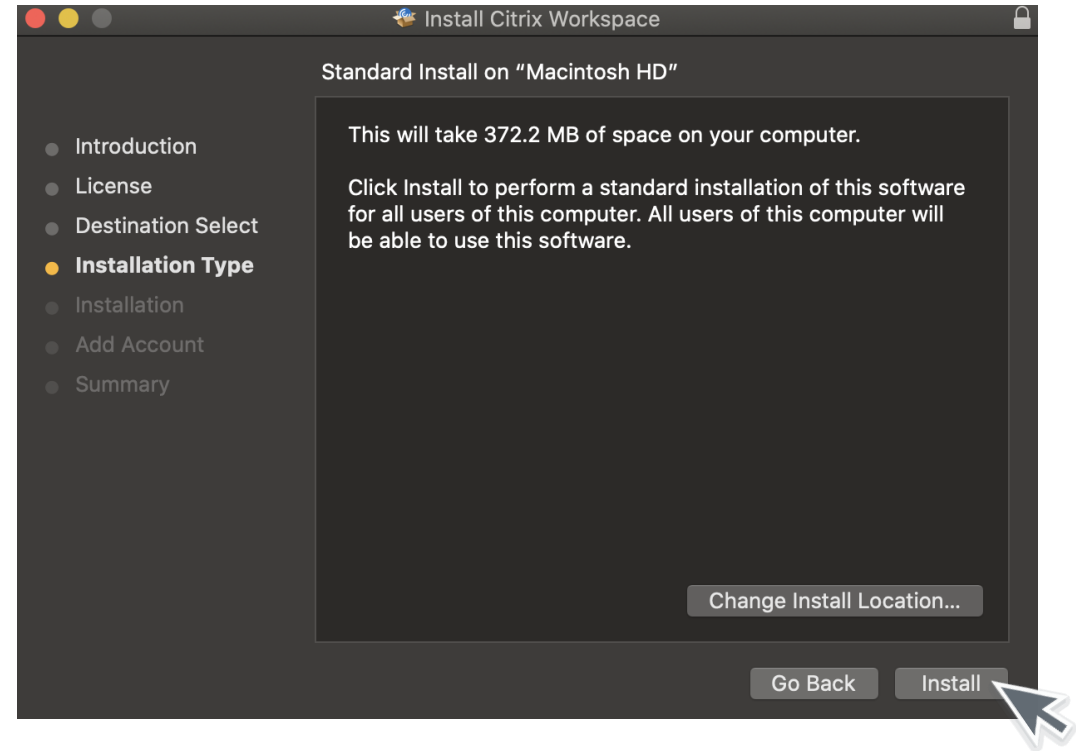 Install Citrix Workspace
Standard Install on “Macintosh HD”
Introduction
License
Destination Select
Installation Type
Installation
Add Account
Summary
This will take 372.2 MB of space on your computer.
Click Install to perform a standard installation of this software
for all users of this computer. All users of this computer will
be able to use this software.
Change Install Location...
Go Back
Install